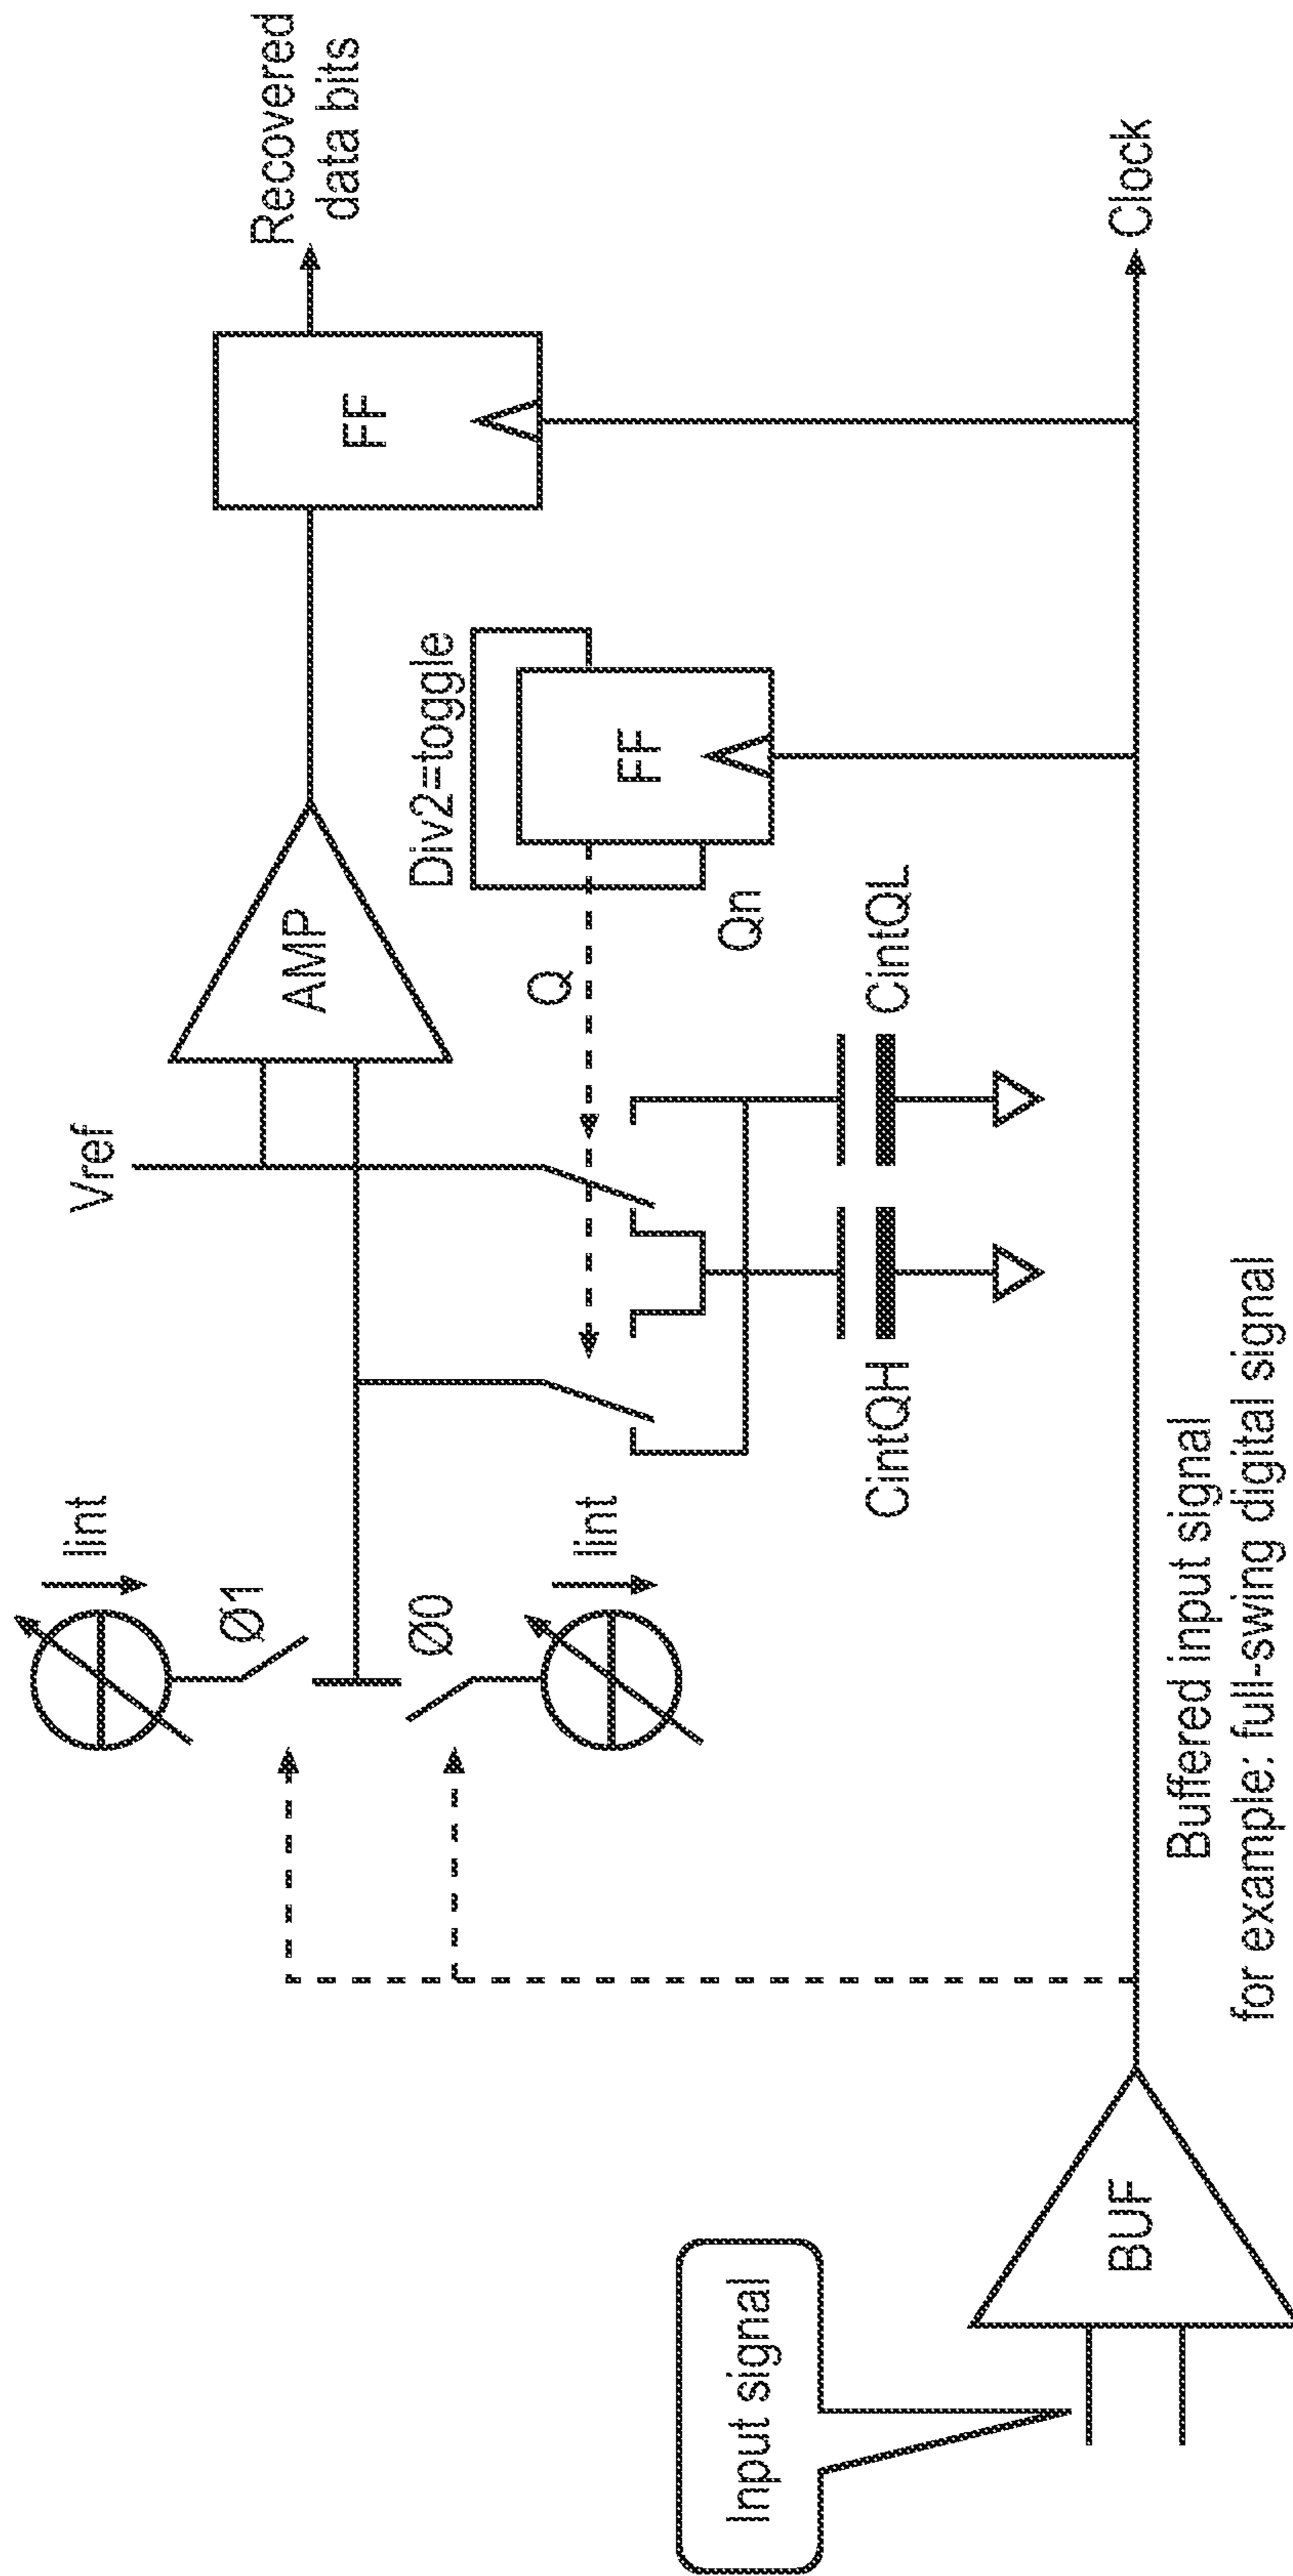 Input signal
BUF
Buffered input signal
for example: full-swing digital signal
Iint
Ø1
Ø0
Iint
Vref
AMP
Q
Div2=toggle
FF
Qn
CintQH
CintQL
FF
Recovered
data bits
Clock